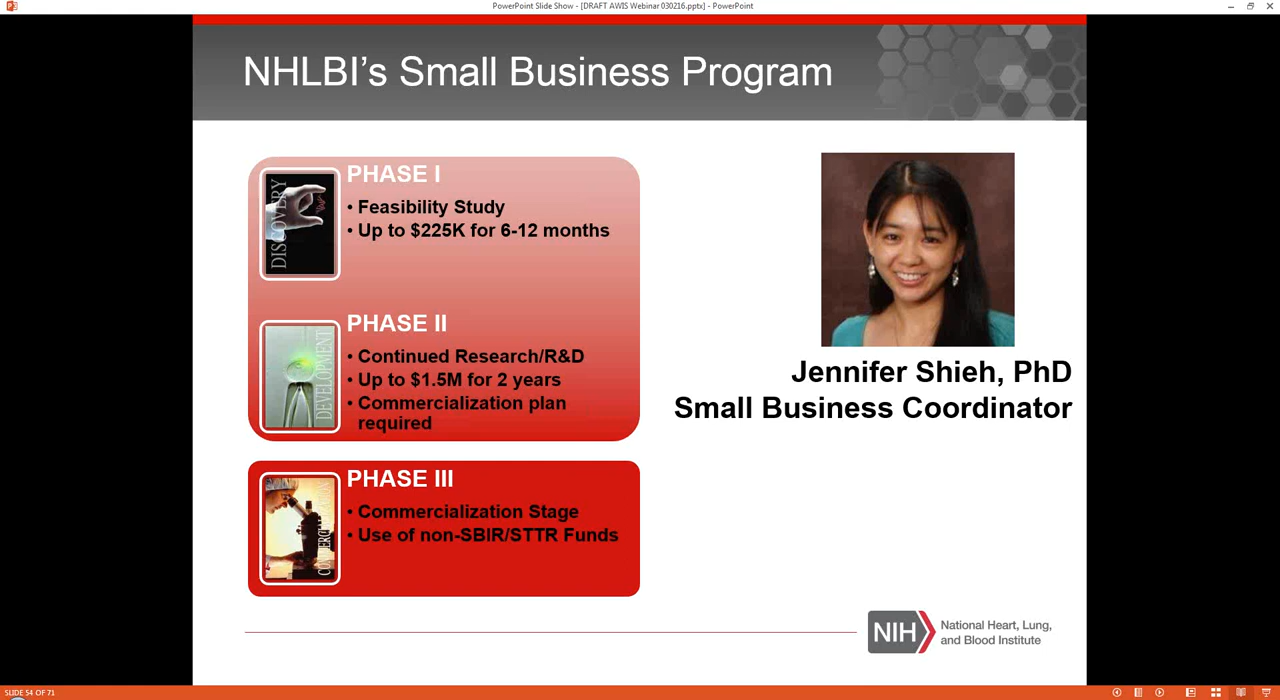 PowerPoint Slide Show - [DRAFT AWIS Webinar 030216.pptx] - PowerPoint
NHLBI’s Small Business Program
DISCOVERY
PHASE I
• Feasibility Study
• Up to $225K for 6-12 months
DEVELOPMENT
PHASE II
• Continued Research/R&D
• Up to $1.5M for 2 years
• Commercialization plan
required
PHASE III
• Commercialization Stage
• Use of non-SBIR/STTR Funds
Jennifer Shieh, PhD
Small Business Coordinator
NIH
National Heart, Lung,
and Blood Institute
SLIDE 54 OF 71